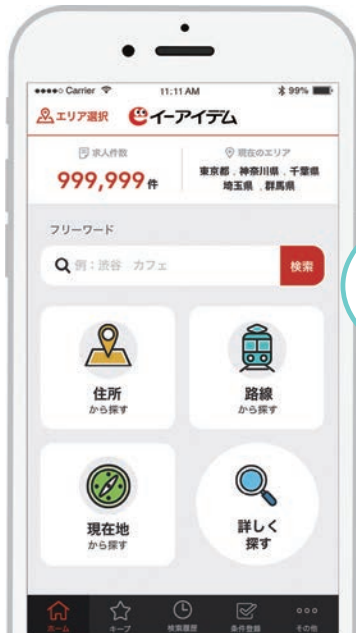 Carrier 11:11 AM 99%
エリア選択 イーアイデム
求人件数 現在のエリア
999,999件 東京都 . 神奈川県 . 千葉県
埼玉県 . 群馬県
フリーワード
例：渋谷 カフェ 検索
住所 路線
から探す から探す
現在地 詳しく
から探す 探す
ホーム キープ 検索履歴 条件登録 その他